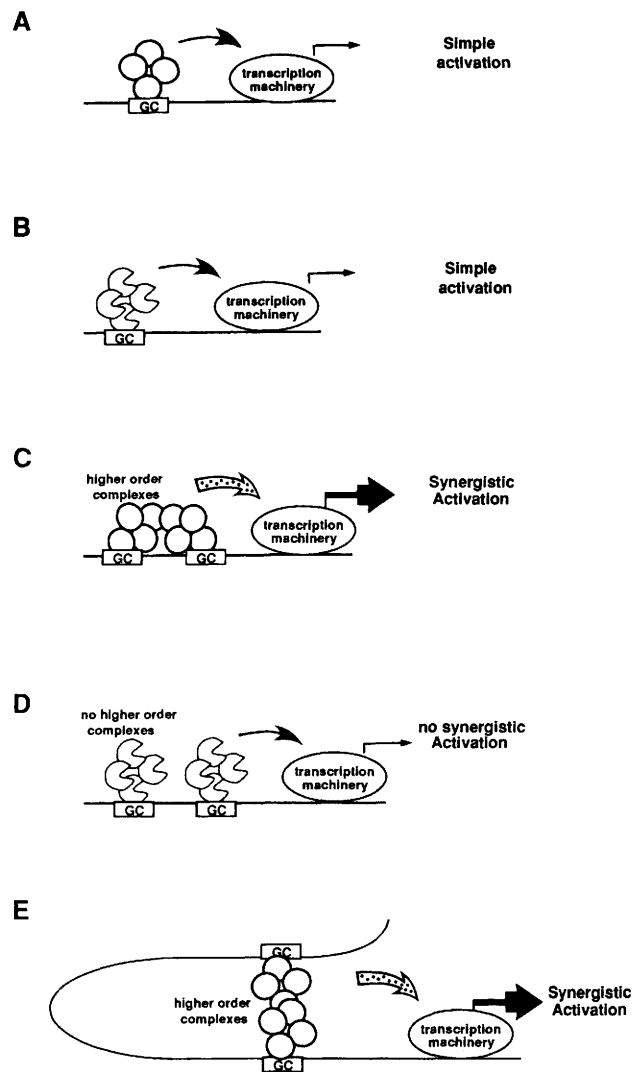 A
Simple
activation
transcription
machinery
GC
B
Simple
activation
transcription
machinery
GC
C
higher order
complexes
Synergistic
Activation
transcription
machinery
GC GC
D
no higher order
complexes
no synergistic
Activation
transcription
machinery
GC GC
E
GC
higher order
complexes
Synergistic
Activation
transcription
machinery
GC